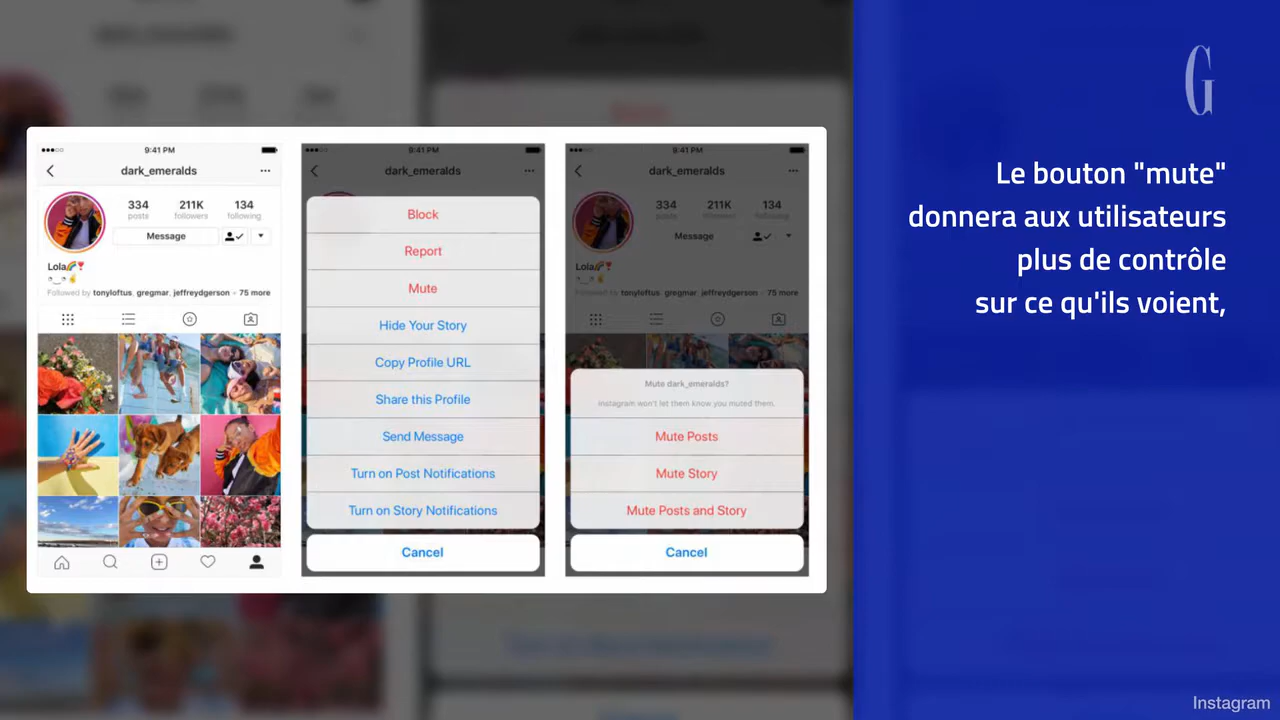 9:41 PM
dark_emeralds
334
211K
134
posts
followers
following
Message
Lola🌈❣️
Followed by tonyloftus, gregmar, jeffreydgerson + 75 more
9:41 PM
dark_emeralds
Block
Report
Mute
Hide Your Story
Copy Profile URL
Share this Profile
Send Message
Turn on Post Notifications
Turn on Story Notifications
Cancel
9:41 PM
dark_emeralds
334
211K
134
posts
followers
following
Message
Lola🌈❣️
Followed by tonyloftus, gregmar, jeffreydgerson + 75 more
Mute dark_emeralds?
Instagram won't let them know you muted them.
Mute Posts
Mute Story
Mute Posts and Story
Cancel
G
Le bouton "mute"
donnera aux utilisateurs
plus de contrôle
sur ce qu'ils voient,
Instagram